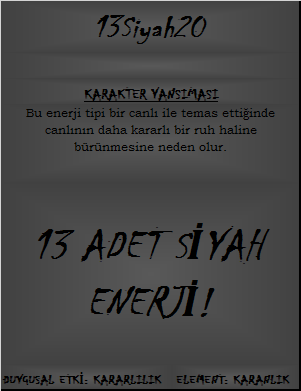 13Siyah20
KARAKTER YANSIMASI
Bu enerji tipi bir canlı ile temas ettiğinde
canlının daha kararlı bir ruh haline
bürünmesine neden olur.
13 ADET SİYAH
ENERJİ!
DUYGUSAL ETKİ: KARARLILIK ELEMENT: KARANLIK